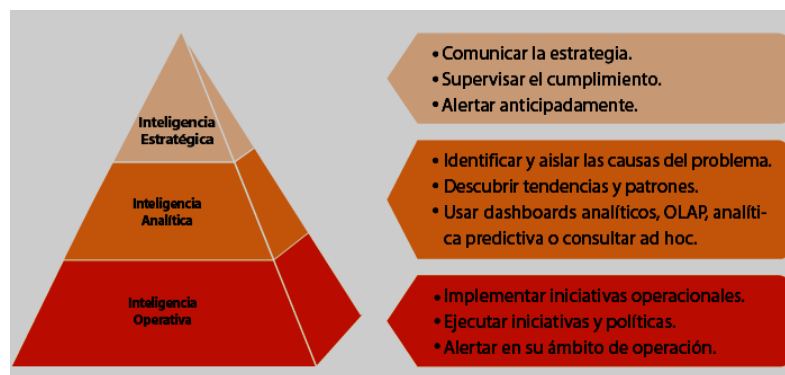 Inteligencia
Estratégica
• Comunicar la estrategia.
• Supervisar el cumplimiento.
• Alertar anticipadamente.
Inteligencia
Analítica
• Identificar y aislar las causas del problema.
• Descubrir tendencias y patrones.
• Usar dashboards analíticos, OLAP, analíti-
ca predictiva o consultar ad hoc.
Inteligencia
Operativa
• Implementar iniciativas operacionales.
• Ejecutar iniciativas y políticas.
• Alertar en su ámbito de operación.